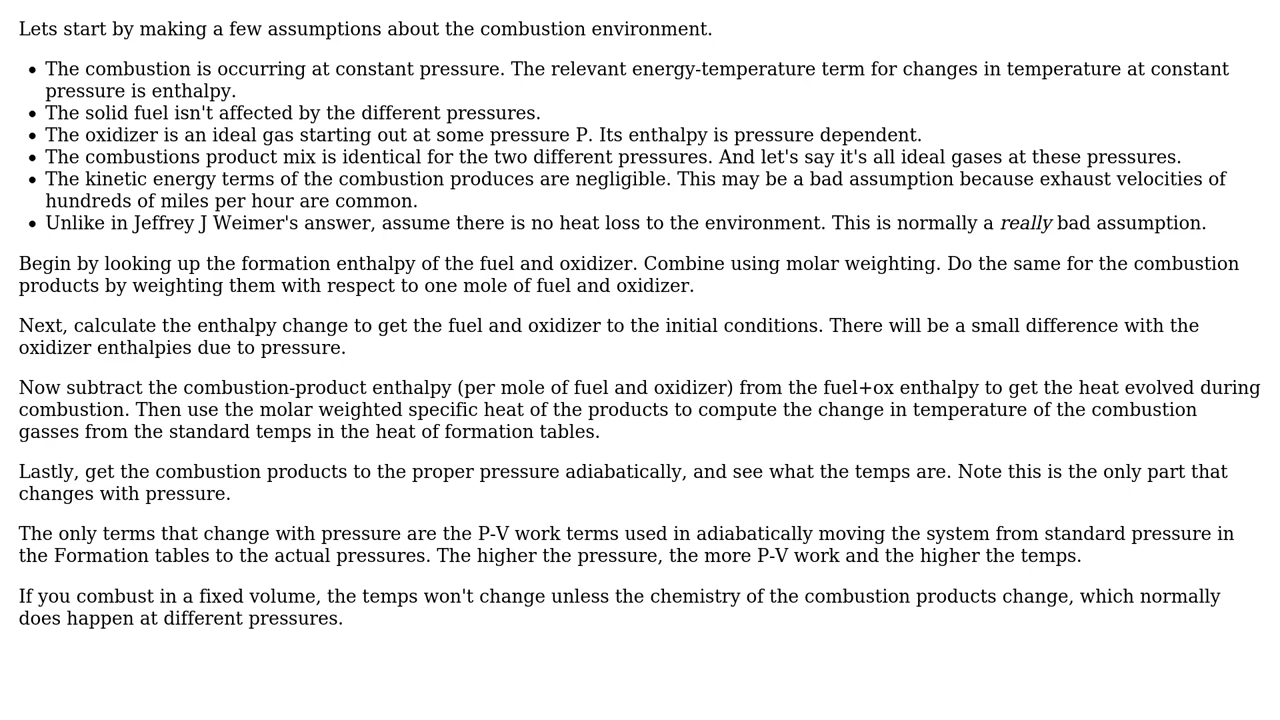 Lets start by making a few assumptions about the combustion environment.
• The combustion is occurring at constant pressure. The relevant energy-temperature term for changes in temperature at constant
pressure is enthalpy.
• The solid fuel isn't affected by the different pressures.
• The oxidizer is an ideal gas starting out at some pressure P. Its enthalpy is pressure dependent.
• The combustions product mix is identical for the two different pressures. And let's say it's all ideal gases at these pressures.
• The kinetic energy terms of the combustion produces are negligible. This may be a bad assumption because exhaust velocities of
hundreds of miles per hour are common.
• Unlike in Jeffrey J Weimer's answer, assume there is no heat loss to the environment. This is normally a really bad assumption.
Begin by looking up the formation enthalpy of the fuel and oxidizer. Combine using molar weighting. Do the same for the combustion
products by weighting them with respect to one mole of fuel and oxidizer.
Next, calculate the enthalpy change to get the fuel and oxidizer to the initial conditions. There will be a small difference with the
oxidizer enthalpies due to pressure.
Now subtract the combustion-product enthalpy (per mole of fuel and oxidizer) from the fuel+ox enthalpy to get the heat evolved during
combustion. Then use the molar weighted specific heat of the products to compute the change in temperature of the combustion
gasses from the standard temps in the heat of formation tables.
Lastly, get the combustion products to the proper pressure adiabatically, and see what the temps are. Note this is the only part that
changes with pressure.
The only terms that change with pressure are the P-V work terms used in adiabatically moving the system from standard pressure in
the Formation tables to the actual pressures. The higher the pressure, the more P-V work and the higher the temps.
If you combust in a fixed volume, the temps won't change unless the chemistry of the combustion products change, which normally
does happen at different pressures.